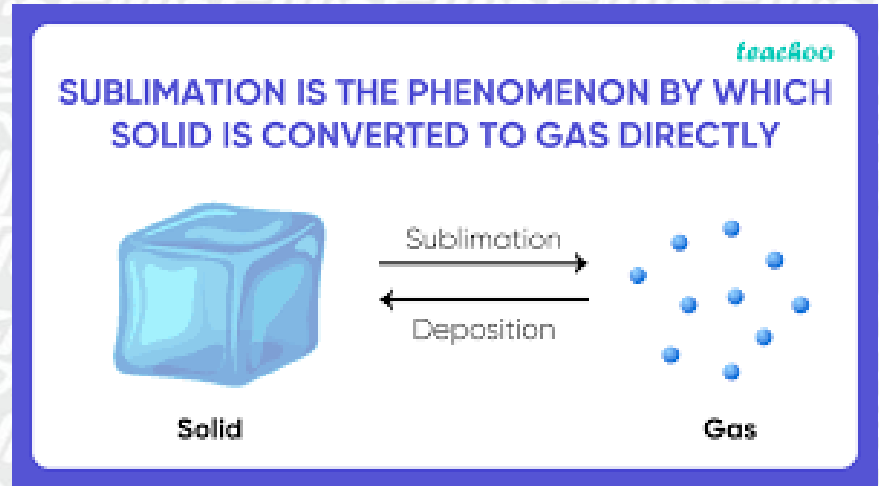 teachoo
SUBLIMATION IS THE PHENOMENON BY WHICH
SOLID IS CONVERTED TO GAS DIRECTLY
Sublimation
Deposition
Solid
Gas